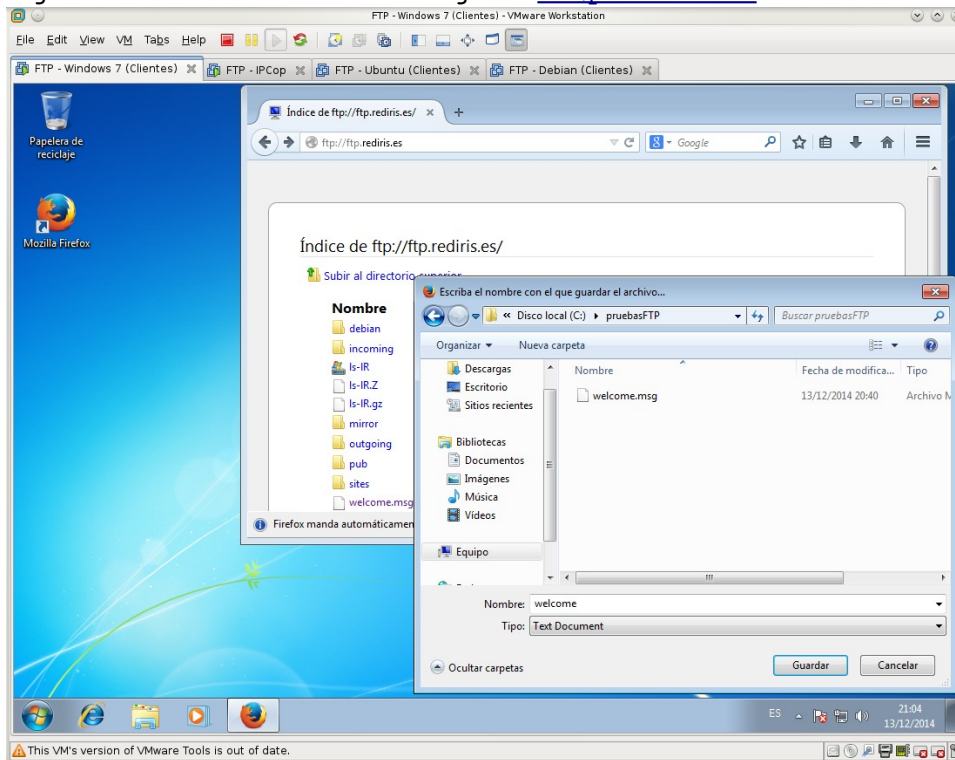 FTP - Windows 7 (Clientes) - VMware Workstation
File Edit View VM Tabs Help
FTP - Windows 7 (Clientes) FTP - IPCop FTP - Ubuntu (Clientes) FTP - Debian (Clientes)
Papelera de
reciclaje
Mozilla Firefox
Índice de ftp://ftp.rediris.es/
ftp://ftp.rediris.es
Google
Índice de ftp://ftp.rediris.es/
Subir al directorio superior
Nombre
debian
incoming
ls-lR
ls-lR.Z
ls-lR.gz
mirror
outgoing
pub
sites
welcome.msg
Firefox manda automáticamen
Escriba el nombre con el que guardar el archivo...
« Disco local (C:) pruebasFTP
Buscar pruebasFTP
Organizar Nueva carpeta
Descargas
Escritorio
Sitios recientes
Bibliotecas
Documentos
Imágenes
Música
Vídeos
Equipo
Nombre Fecha de modifica... Tipo
welcome.msg 13/12/2014 20:40 Archivo M
Nombre: welcome
Tipo: Text Document
Ocultar carpetas Guardar Cancelar
ES 21:04
13/12/2014
This VM's version of VMware Tools is out of date.